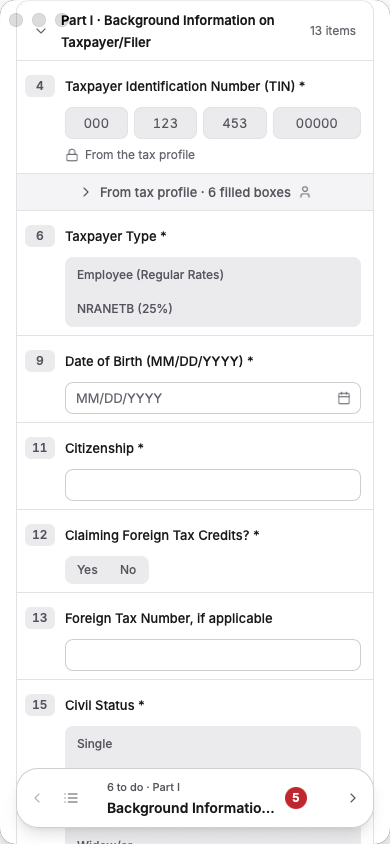 Part I · Background Information on
Taxpayer/Filer
13 items
4
Taxpayer Identification Number (TIN) *
000
123
453
00000
From the tax profile
From tax profile · 6 filled boxes
6
Taxpayer Type *
Employee (Regular Rates)
NRANETB (25%)
9
Date of Birth (MM/DD/YYYY) *
MM/DD/YYYY
11
Citizenship *
12
Claiming Foreign Tax Credits? *
Yes No
13
Foreign Tax Number, if applicable
15
Civil Status *
Single
6 to do · Part I
Background Informatio...
5